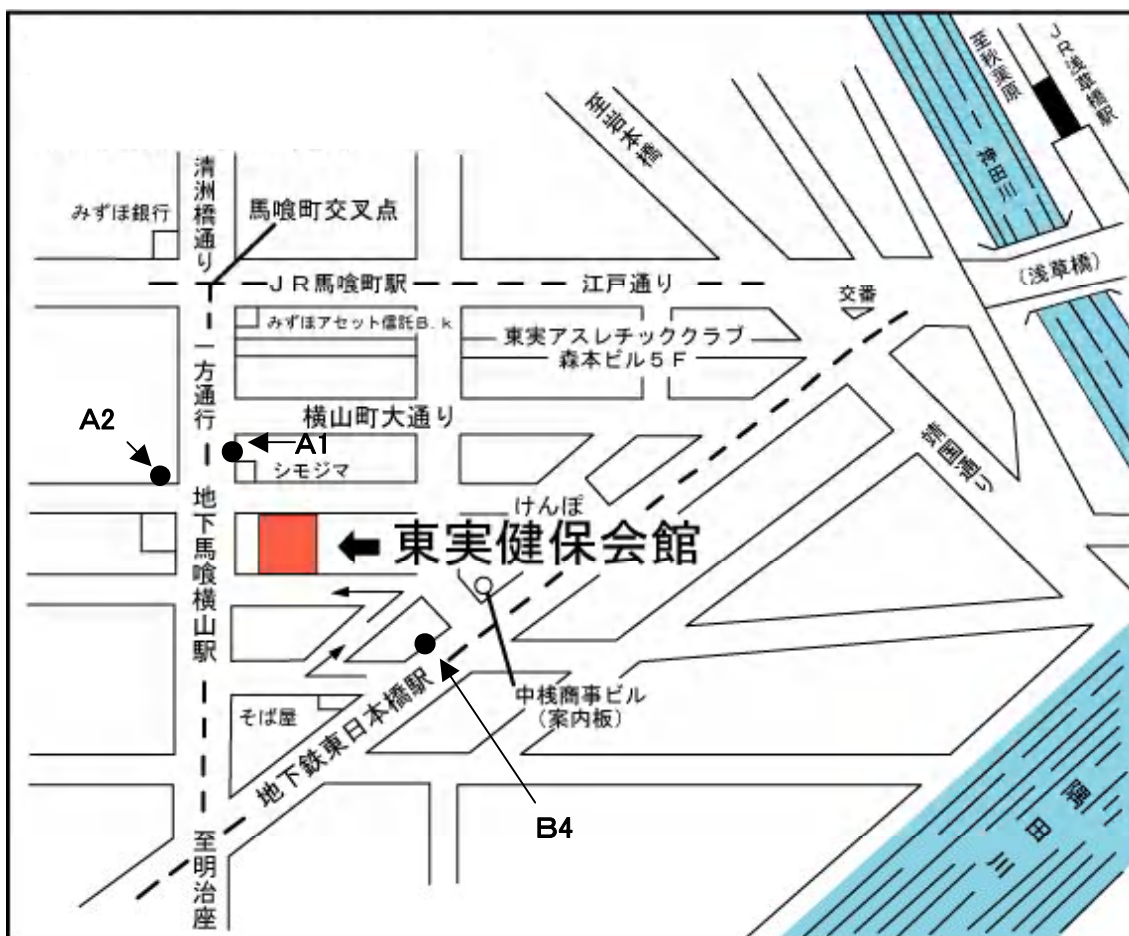 至秋葉原
JR浅草橋駅
神田川
至岩本橋
清洲橋通り
みずほ銀行
馬喰町交叉点
JR馬喰町駅
江戸通り
(浅草橋)
交番
みずほアセット信託B.k
東実アスレチッククラブ
森本ビル5F
一方通行
横山町大通り
A2
A1
シモジマ
靖国通り
けんぽ
東実健保会館
地下馬喰横山駅
中桟商事ビル
(案内板)
そば屋
地下鉄東日本橋駅
B4
隅田川
至明治座